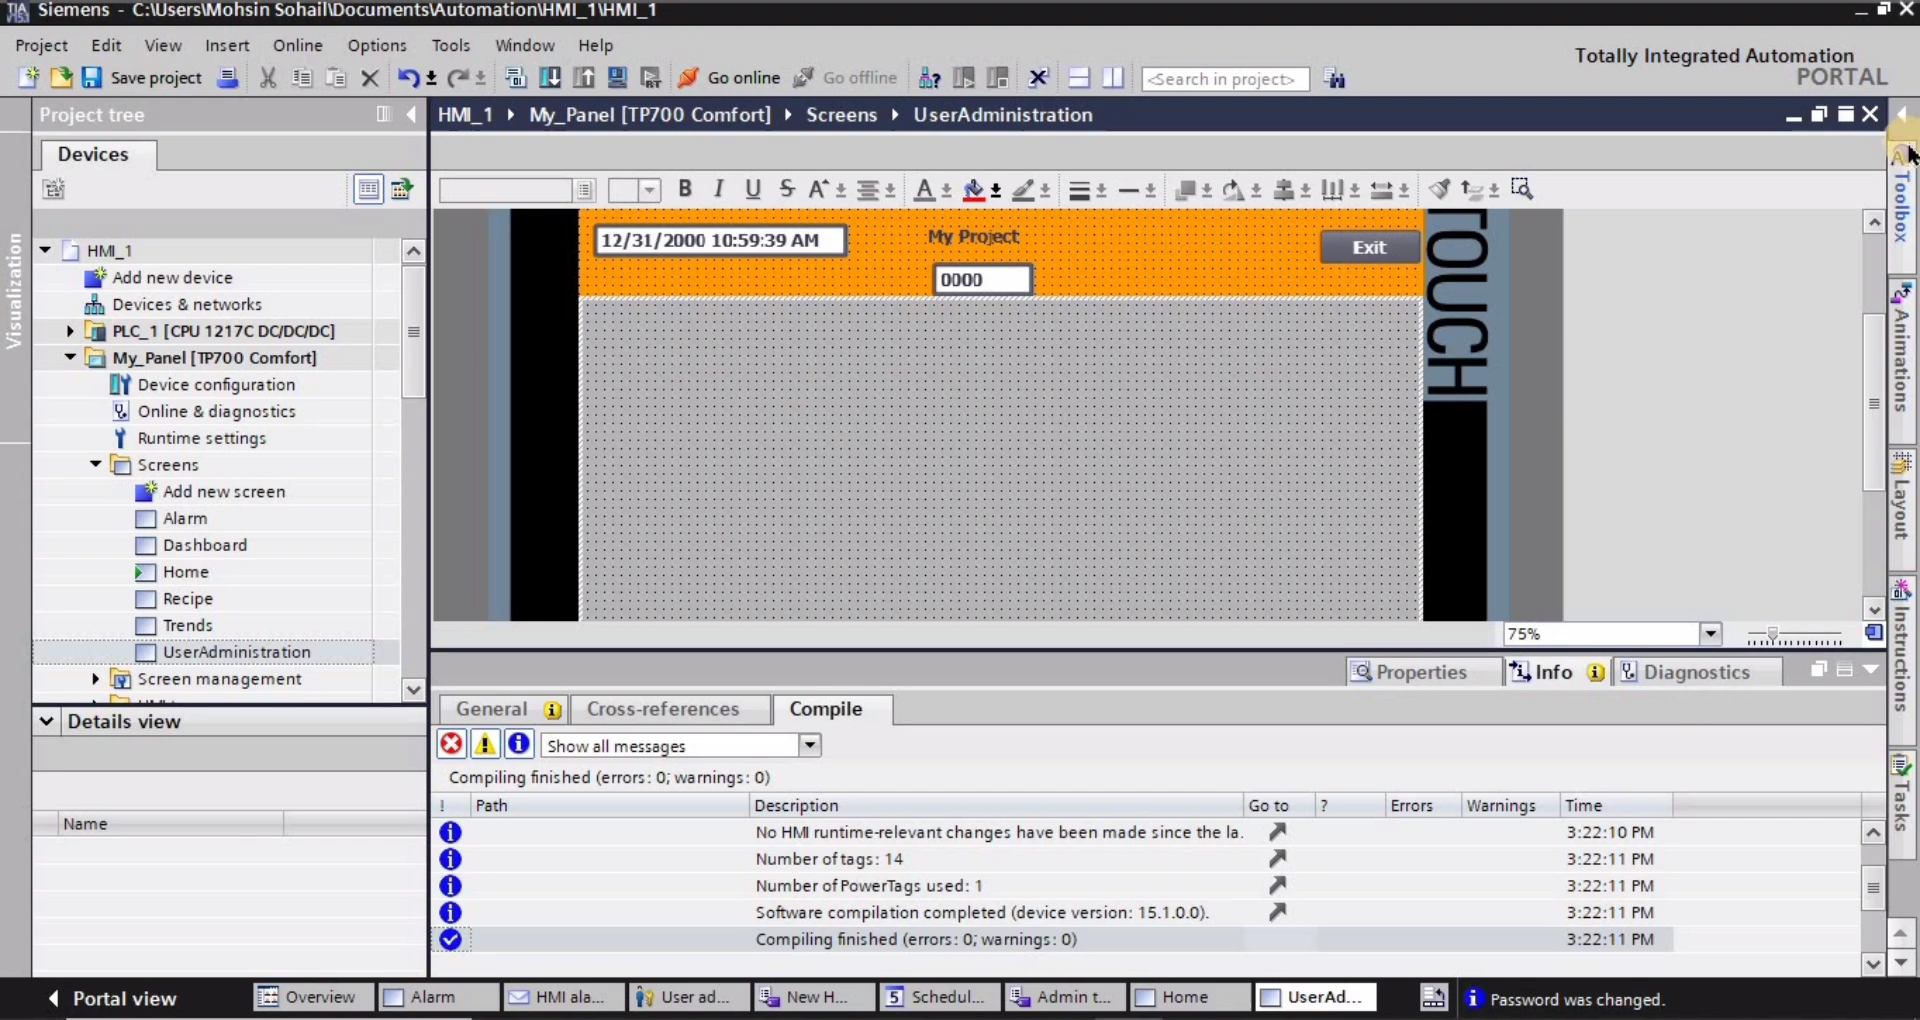 Siemens - C:\Users\Mohsin Sohail\Documents\Automation\HMI_1\HMI_1
Project Edit View Insert Online Options Tools Window Help
Totally Integrated Automation
PORTAL
Save project Go online Go offline <Search in project>
Project tree
HMI_1 My_Panel [TP700 Comfort] Screens UserAdministration
Devices
B I U S A A
Visualization
HMI_1
Add new device
Devices & networks
PLC_1 [CPU 1217C DC/DC/DC]
My_Panel [TP700 Comfort]
Device configuration
Online & diagnostics
Runtime settings
Screens
Add new screen
Alarm
Dashboard
Home
Recipe
Trends
UserAdministration
Screen management
Details view
Name
12/31/2000 10:59:39 AM
My Project
Exit
0000
TOUCH
75%
Toolbox
Animations
Layout
Instructions
Tasks
Properties Info Diagnostics
General Cross-references Compile
Show all messages
Compiling finished (errors: 0; warnings: 0)
! Path Description Go to ? Errors Warnings Time
No HMI runtime-relevant changes have been made since the la. 3:22:10 PM
Number of tags: 14 3:22:11 PM
Number of PowerTags used: 1 3:22:11 PM
Software compilation completed (device version: 15.1.0.0). 3:22:11 PM
Compiling finished (errors: 0; warnings: 0) 3:22:11 PM
Portal view Overview Alarm HMI ala... User ad... New H... Schedul... Admin t... Home UserAd... Password was changed.